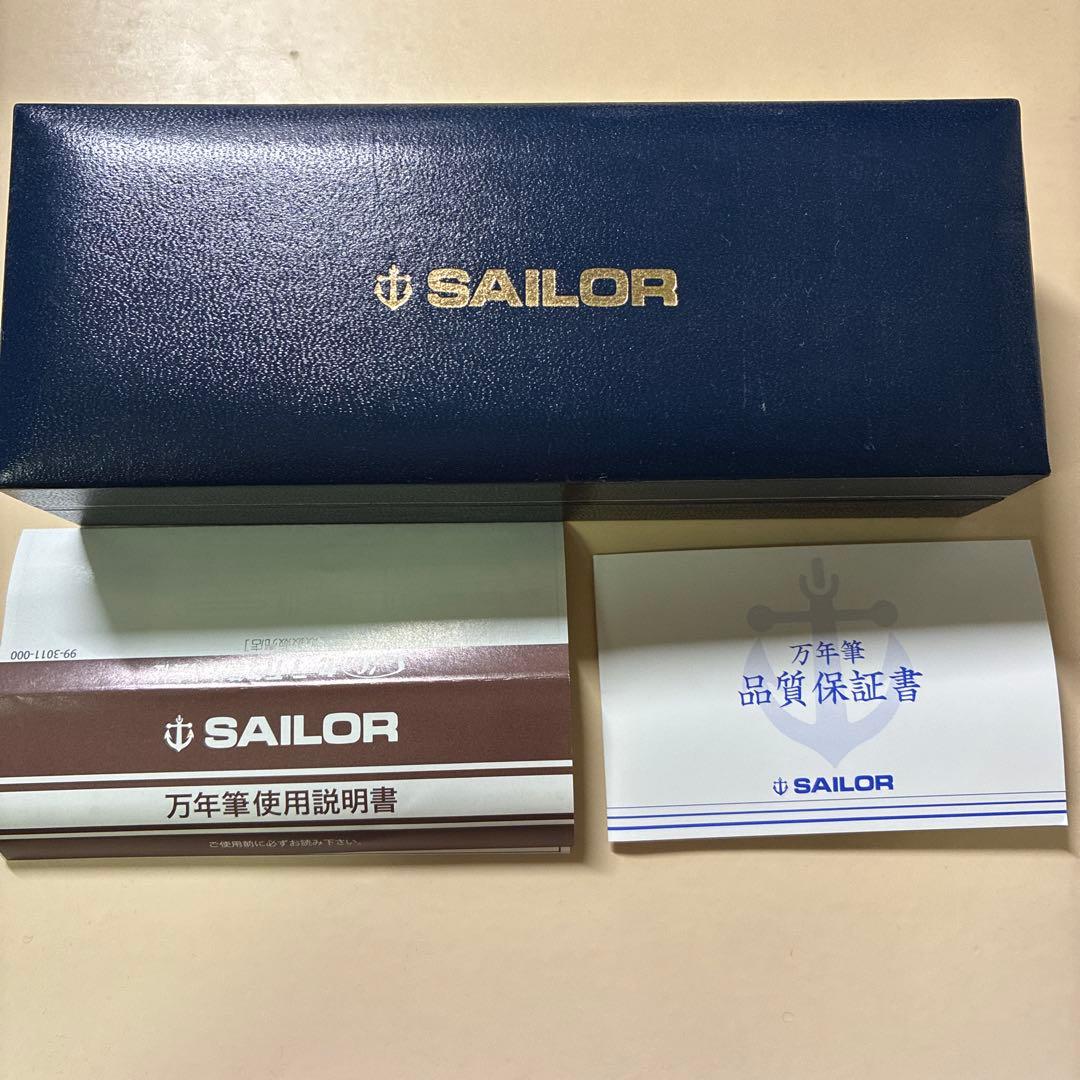 SAILOR
99-3011-000
SAILOR
万年筆使用説明書
ご使用前に必ずお読み下さい。
万年筆
品質保証書
SAILOR